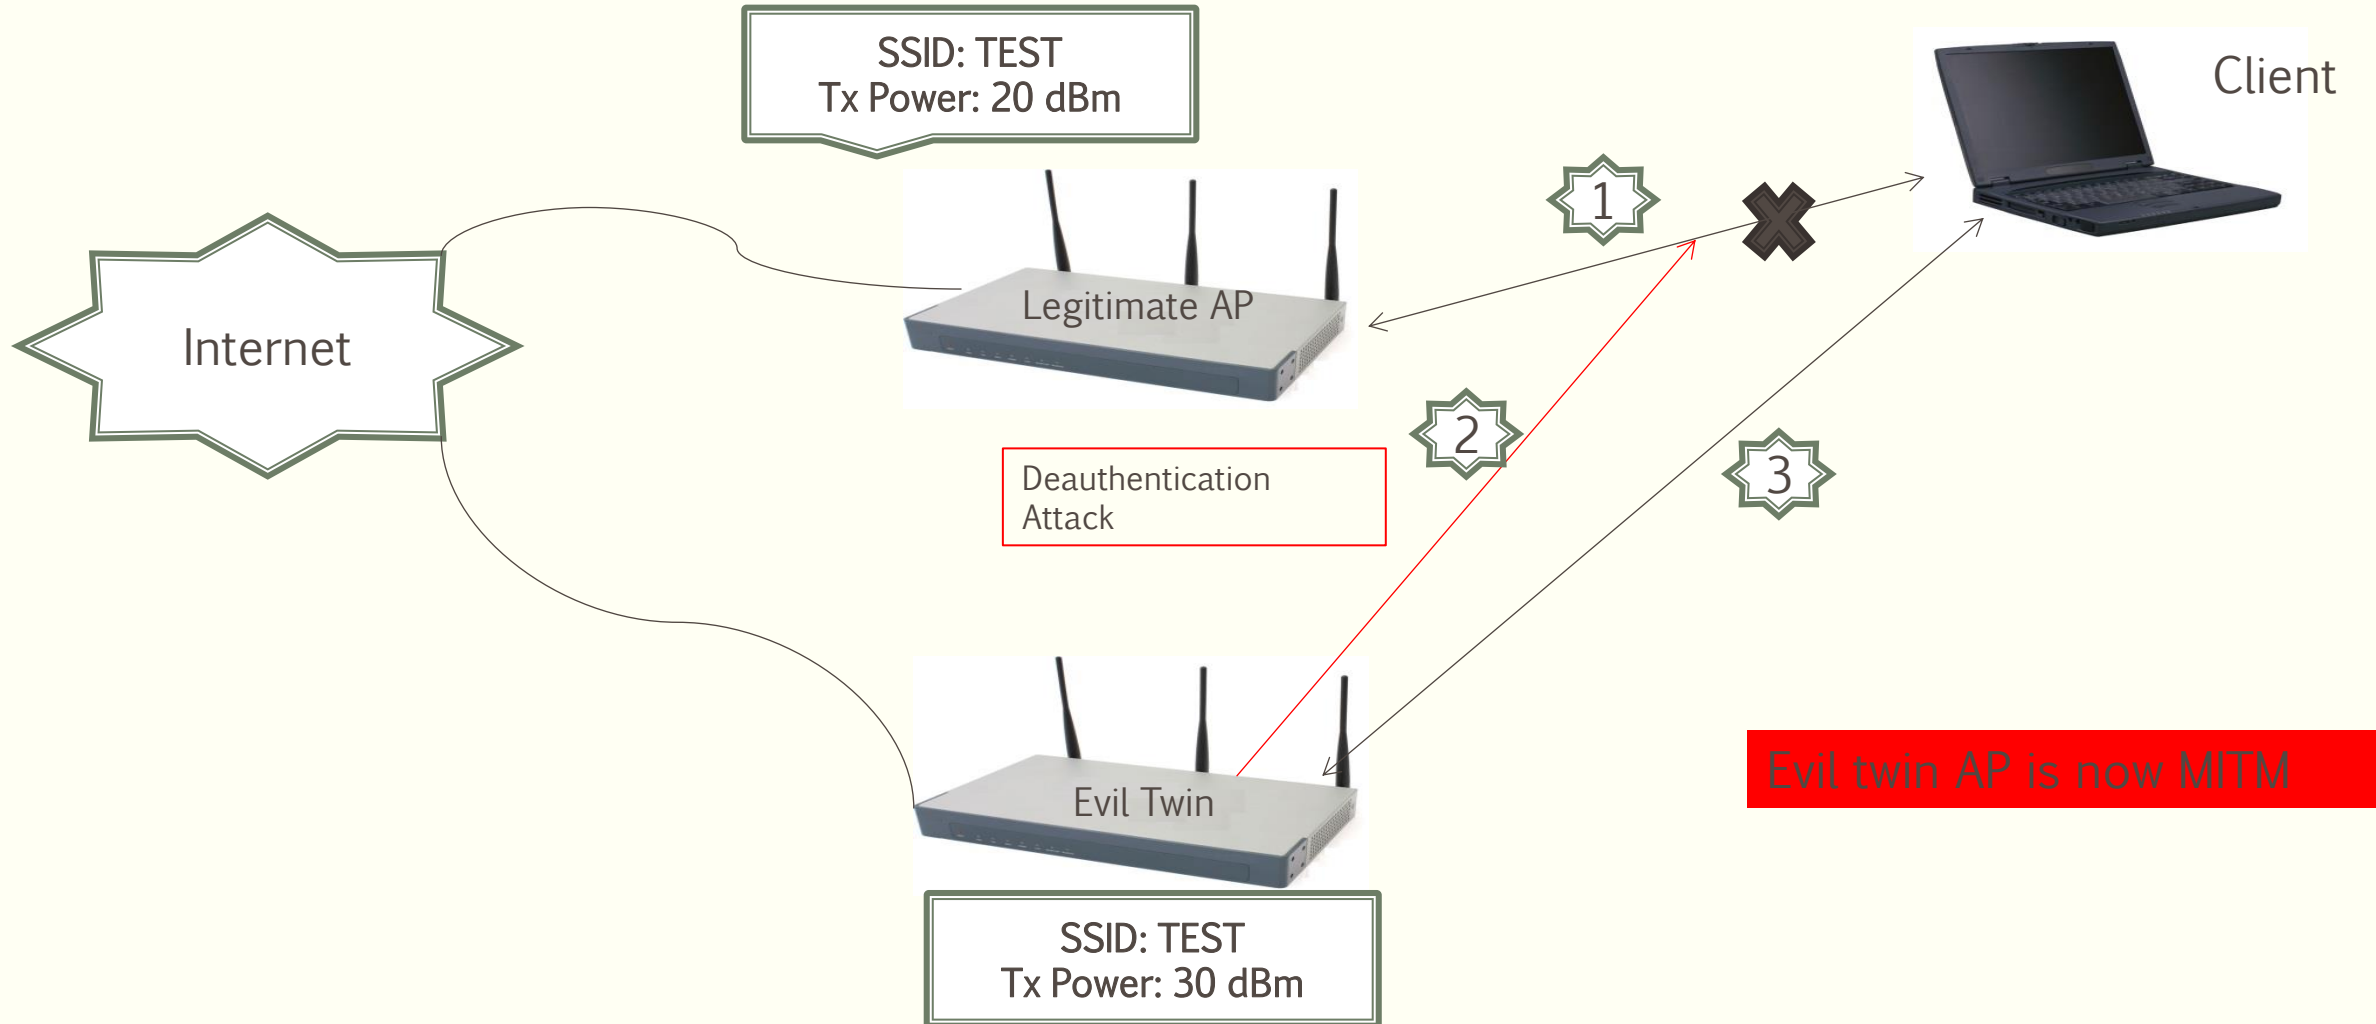 SSID: TEST
Tx Power: 20 dBm
Client
1
Internet
Legitimate AP
2
Deauthentication
Attack
3
Evil twin AP is now MITM
Evil Twin
SSID: TEST
Tx Power: 30 dBm